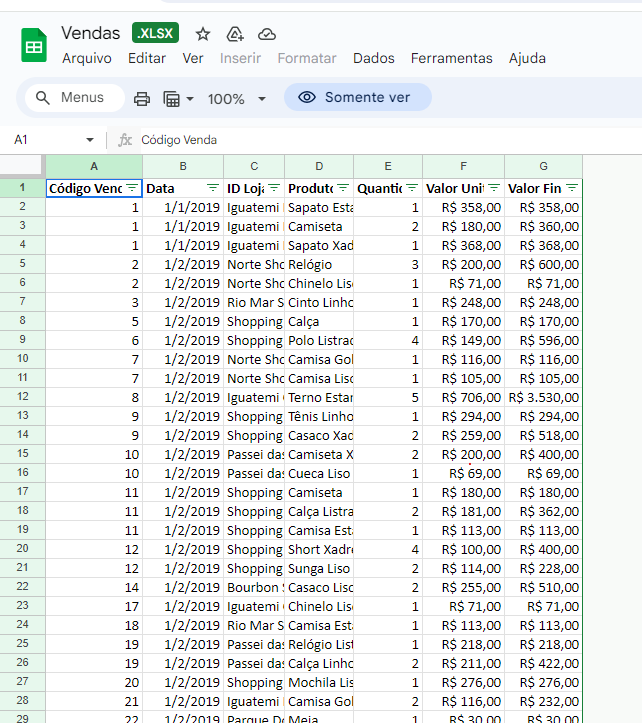 Vendas .XLSX
Arquivo Editar Ver Inserir Formatar Dados Ferramentas Ajuda
Menus 100% Somente ver
A1 fx Código Venda
A B C D E F G
1 Código Venc Data ID Loja Produto Quantic Valor Unit Valor Fin
2 1 1/1/2019 Iguatemi Sapato Esta 1 R$ 358,00 R$ 358,00
3 1 1/1/2019 Iguatemi Camiseta 2 R$ 180,00 R$ 360,00
4 1 1/1/2019 Iguatemi Sapato Xad 1 R$ 368,00 R$ 368,00
5 2 1/2/2019 Norte Sho Relógio 3 R$ 200,00 R$ 600,00
6 2 1/2/2019 Norte Sho Chinelo Lis 1 R$ 71,00 R$ 71,00
7 3 1/2/2019 Rio Mar S Cinto Linho 1 R$ 248,00 R$ 248,00
8 5 1/2/2019 Shopping Calça 1 R$ 170,00 R$ 170,00
9 6 1/2/2019 Shopping Polo Listrac 4 R$ 149,00 R$ 596,00
10 7 1/2/2019 Norte Sho Camisa Gol 1 R$ 116,00 R$ 116,00
11 7 1/2/2019 Norte Sho Camisa Lisc 1 R$ 105,00 R$ 105,00
12 8 1/2/2019 Iguatemi Terno Estar 5 R$ 706,00 R$ 3.530,00
13 9 1/2/2019 Shopping Tênis Linho 1 R$ 294,00 R$ 294,00
14 9 1/2/2019 Shopping Casaco Xad 2 R$ 259,00 R$ 518,00
15 10 1/2/2019 Passei das Camiseta X 2 R$ 200,00 R$ 400,00
16 10 1/2/2019 Passei das Cueca Liso 1 R$ 69,00 R$ 69,00
17 11 1/2/2019 Shopping Camiseta 1 R$ 180,00 R$ 180,00
18 11 1/2/2019 Shopping Calça Listra 2 R$ 181,00 R$ 362,00
19 11 1/2/2019 Shopping Camisa Est 1 R$ 113,00 R$ 113,00
20 12 1/2/2019 Shopping Short Xadr 4 R$ 100,00 R$ 400,00
21 12 1/2/2019 Shopping Sunga Liso 2 R$ 114,00 R$ 228,00
22 14 1/2/2019 Bourbon Casaco Lisc 2 R$ 255,00 R$ 510,00
23 17 1/2/2019 Iguatemi Chinelo Lis 1 R$ 71,00 R$ 71,00
24 18 1/2/2019 Rio Mar S Camisa Est 1 R$ 113,00 R$ 113,00
25 19 1/2/2019 Passei das Relógio List 1 R$ 218,00 R$ 218,00
26 19 1/2/2019 Passei das Calça Linho 2 R$ 211,00 R$ 422,00
27 20 1/2/2019 Shopping Mochila Lis 1 R$ 276,00 R$ 276,00
28 21 1/2/2019 Iguatemi Camisa Gol 2 R$ 116,00 R$ 232,00
29 22 1/2/2019 Parque Do Meia 1 R$ 30,00 R$ 30,00